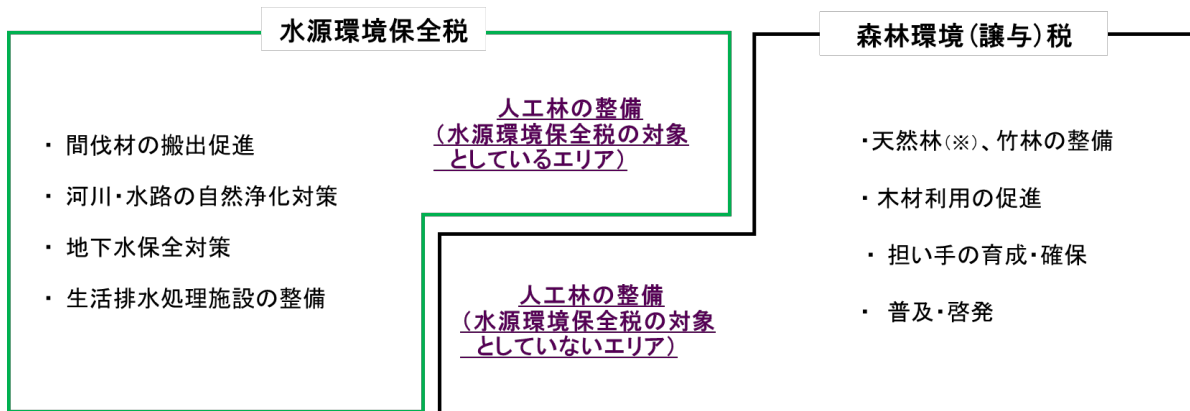 水源環境保全税
・ 間伐材の搬出促進
・ 河川・水路の自然浄化対策
・ 地下水保全対策
・ 生活排水処理施設の整備
人工林の整備
（水源環境保全税の対象
としているエリア）
人工林の整備
（水源環境保全税の対象
としていないエリア）
森林環境（譲与）税
・天然林（※）、竹林の整備
・木材利用の促進
・ 担い手の育成・確保
・ 普及・啓発